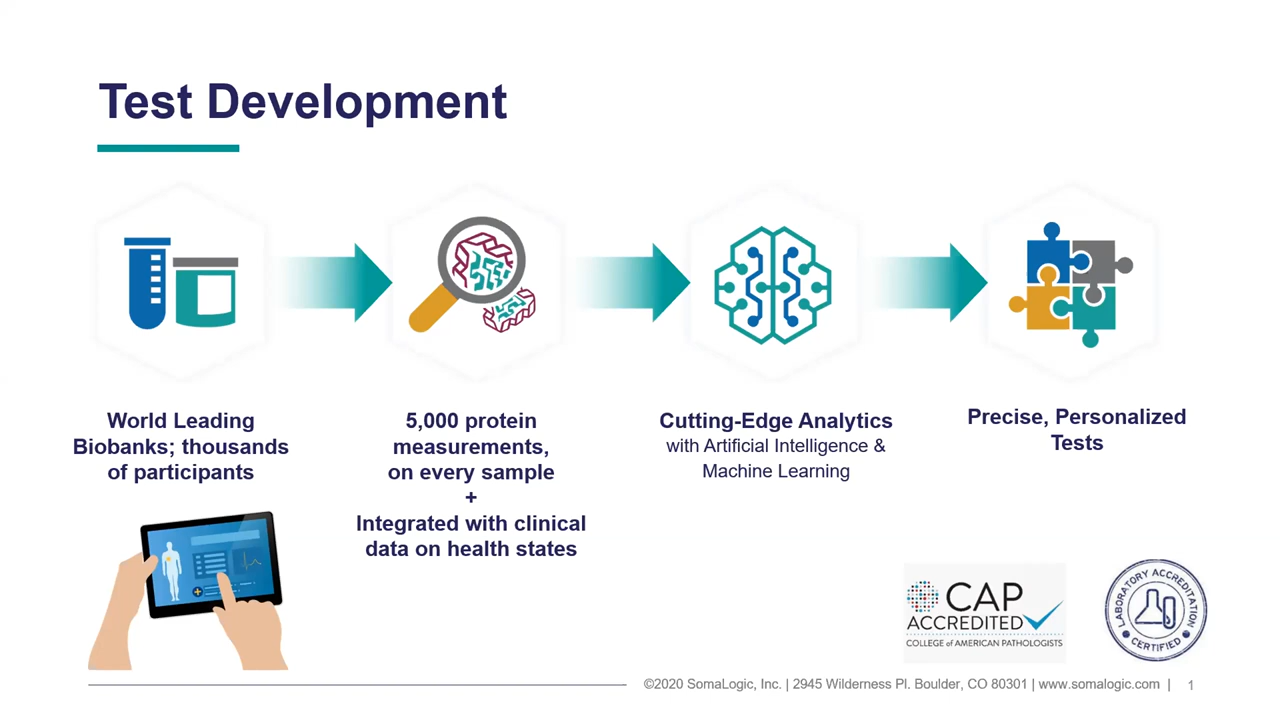 Test Development
World Leading
Biobanks; thousands
of participants
5,000 protein
measurements,
on every sample
+
Integrated with clinical
data on health states
Cutting-Edge Analytics
with Artificial Intelligence &
Machine Learning
Precise, Personalized
Tests
CAP
ACCREDITED
COLLEGE of AMERICAN PATHOLOGISTS
LABORATORY ACCREDITATION
CERTIFIED
©2020 SomaLogic, Inc. | 2945 Wilderness Pl. Boulder, CO 80301 | www.somalogic.com | 1